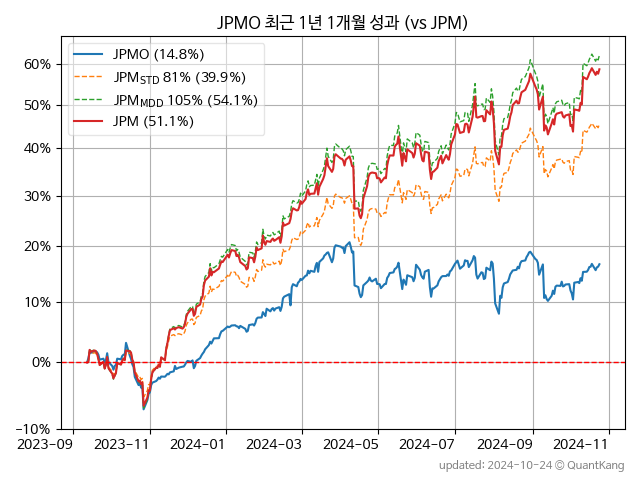 JPMO 최근 1년 1개월 성과 (vs JPM)
JPMO (14.8%)
JPM_STD 81% (39.9%)
JPM_MDD 105% (54.1%)
JPM (51.1%)
60%
50%
40%
30%
20%
10%
0%
−10%
2023-09
2023-11
2024-01
2024-03
2024-05
2024-07
2024-09
2024-11
updated: 2024-10-24 © QuantKang